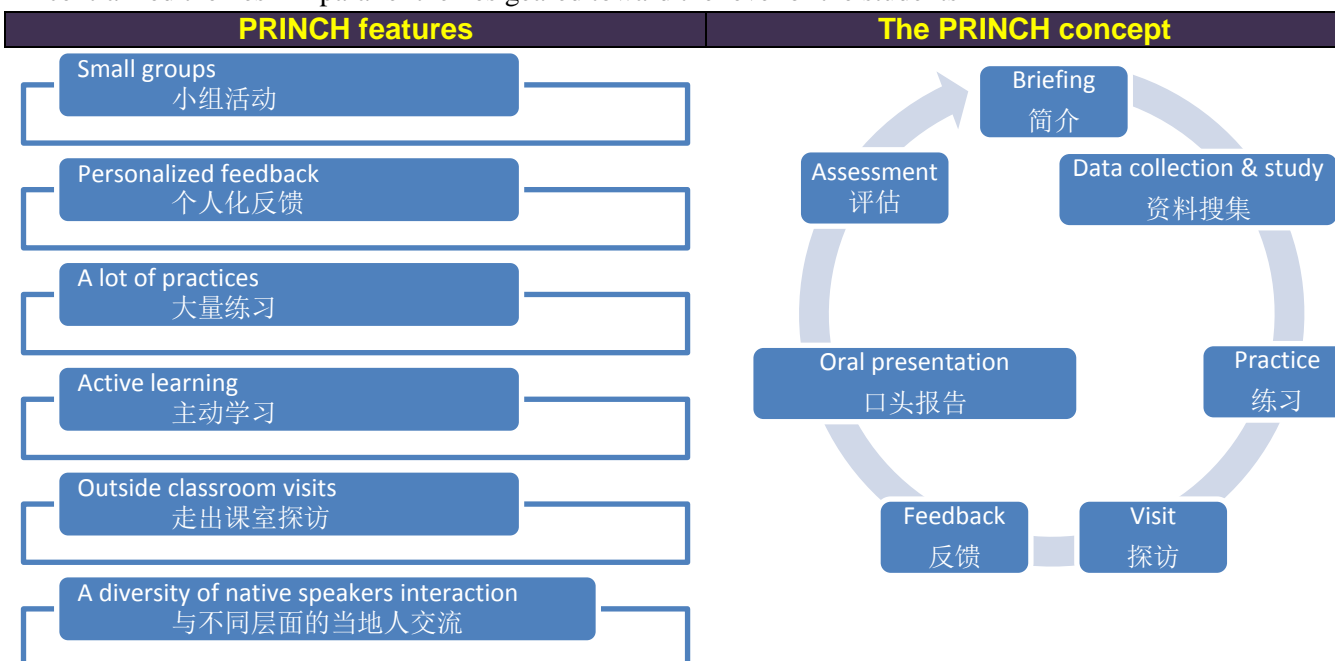 PRINCH features
The PRINCH concept
Small groups
小组活动
Personalized feedback
个人化反馈
A lot of practices
大量练习
Active learning
主动学习
Outside classroom visits
走出课室探访
A diversity of native speakers interaction
与不同层面的当地人交流
Briefing
简介
Data collection & study
资料搜集
Practice
练习
Visit
探访
Feedback
反馈
Oral presentation
口头报告
Assessment
评估